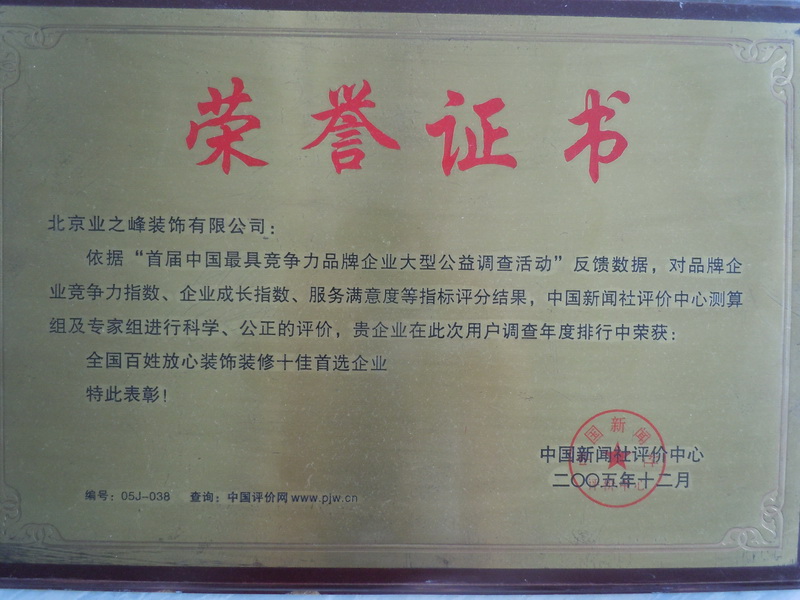 荣誉证书
北京业之峰装饰有限公司：
依据“首届中国最具竞争力品牌企业大型公益调查活动”反馈数据，对品牌企
业竞争力指数、企业成长指数、服务满意度等指标评分结果，中国新闻社评价中心测算
组及专家组进行科学、公正的评价，贵企业在此次用户调查年度排行中荣获：
全国百姓放心装饰装修十佳首选企业
特此表彰！
中国新闻社评价中心
二〇〇五年十二月
编号：05J-038 查询：中国评价网www.pjw.cn